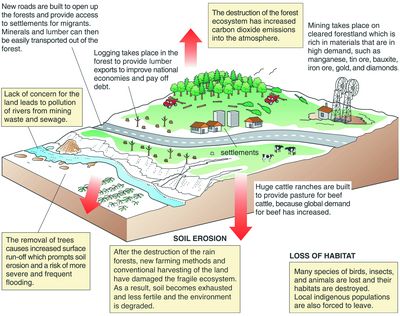 New roads are built to open up
the forest and provide access
to settlements for migrants.
Minerals and lumber can then
be easily transported out of the
forest.
The destruction of the forest
ecosystem has increased
carbon dioxide emissions
into the atmosphere.
Mining takes place on
cleared forestland which is
rich in materials that are in
high demand, such as
manganese, tin ore, bauxite,
iron ore, gold, and diamonds.
Logging takes place in the
forest to provide lumber
exports to improve national
economies and pay off
debt.
Lack of concern for the
land leads to pollution
of rivers from mining
waste and sewage.
settlements
Huge cattle ranches are built
to provide pasture for beef
cattle, because global demand
for beef has increased.
The removal of trees
causes increased surface
run-off which prompts soil
erosion and a risk of more
severe and frequent
flooding.
SOIL EROSION
After the destruction of the rain
forests, new farming methods and
conventional harvesting of the land
have damaged the fragile ecosystem.
As a result, soil becomes exhausted
and less fertile and the environment
is degraded.
LOSS OF HABITAT
Many species of birds, insects,
and animals are lost and their habitats
are destroyed.
Local indigenous populations
are also forced to leave.